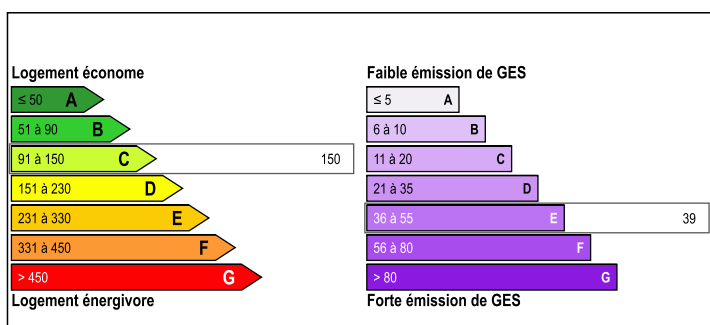 Logement économe
≤ 50 A
51 à 90 B
91 à 150 C 150
151 à 230 D
231 à 330 E
331 à 450 F
> 450 G
Logement énergivore
Faible émission de GES
≤ 5 A
6 à 10 B
11 à 20 C
21 à 35 D
36 à 55 E 39
56 à 80 F
> 80 G
Forte émission de GES